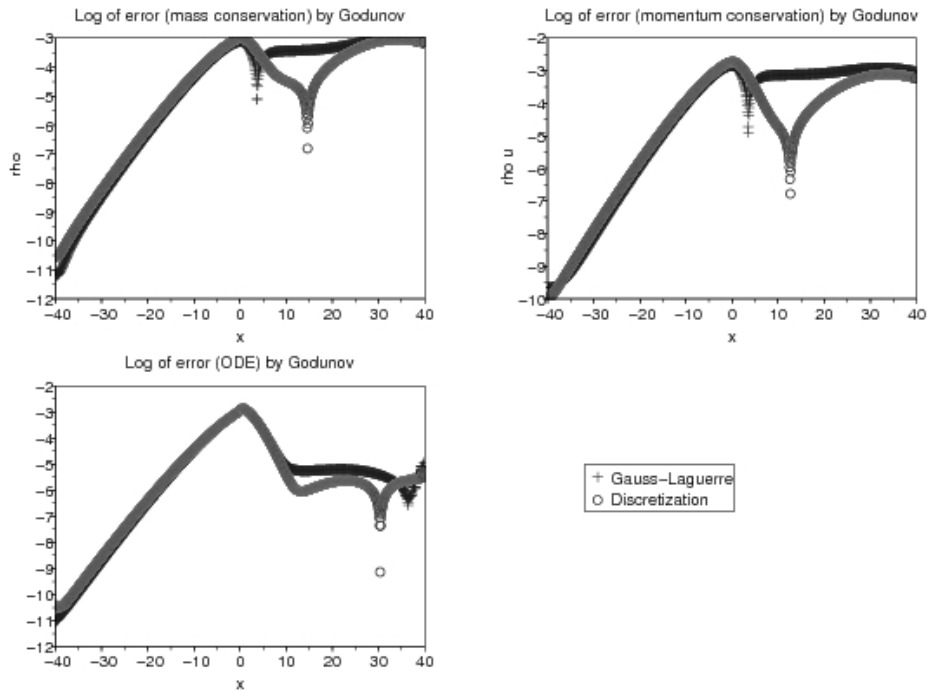 Log of error (mass conservation) by Godunov
−3
−4
−5
−6
−7
−8
−9
−10
−11
−12
rho
−40 −30 −20 −10 0 10 20 30 40
x
Log of error (momentum conservation) by Godunov
−2
−3
−4
−5
−6
−7
−8
−9
−10
rho u
−40 −30 −20 −10 0 10 20 30 40
x
Log of error (ODE) by Godunov
−2
−3
−4
−5
−6
−7
−8
−9
−10
−11
−12
−40 −30 −20 −10 0 10 20 30 40
x
Gauss−Laguerre
Discretization